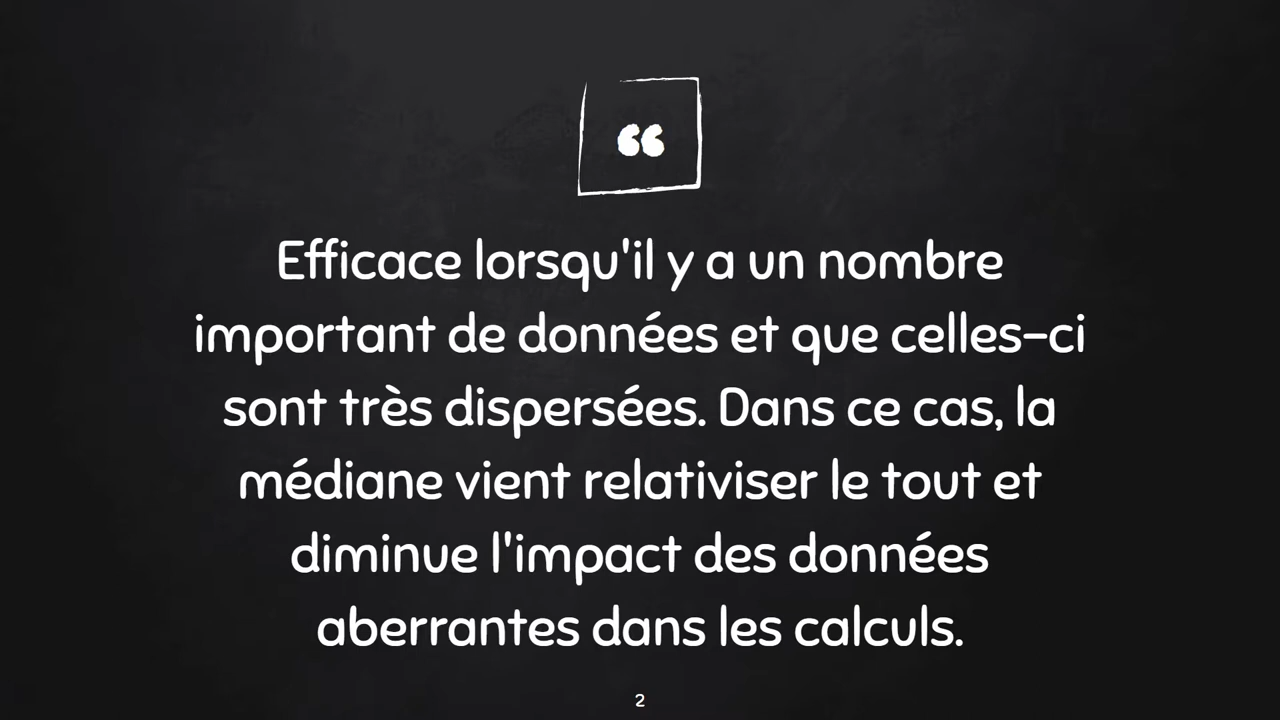 “
Efficace lorsqu'il y a un nombre
important de données et que celles-ci
sont très dispersées. Dans ce cas, la
médiane vient relativiser le tout et
diminue l'impact des données
aberrantes dans les calculs.
2